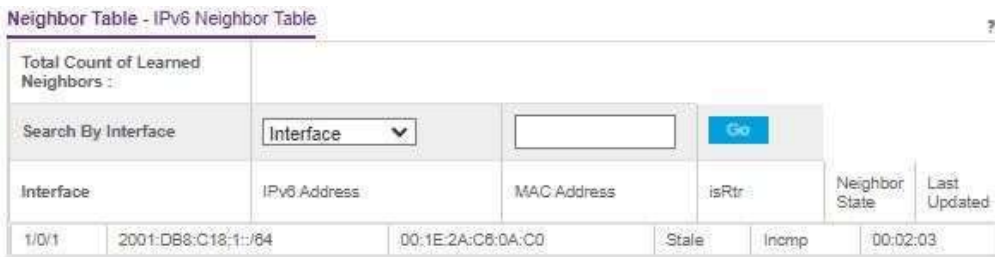 Neighbor Table - IPv6 Neighbor Table
?
Total Count of Learned
Neighbors :
Search By Interface Interface Go
Interface IPv6 Address MAC Address isRtr Neighbor State Last Updated
1/0/1 2001:DB8:C18:1::/64 00:1E:2A:C6:0A:C0 Stale Incmp 00:02:03